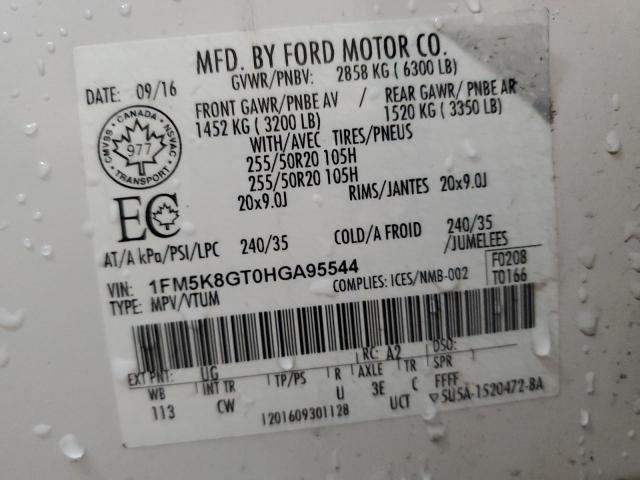 MFD. BY FORD MOTOR CO.
DATE: 09/16 GVWR/PNBV: 2858 KG ( 6300 LB)
FRONT GAWR/PNBE AV / REAR GAWR/ PNBE AR
1452 KG ( 3200 LB) 1520 KG ( 3350 LB)
WITH/AVEC TIRES/PNEUS
255/50R20 105H
255/50R20 105H
20x9.0J RIMS/JANTES 20x9.0J
CANADA
CMVSS NSVAC
977
TRANSPORT
EC
AT/A kPa/PSI/LPC 240/35 COLD/A FROID 240/35
/JUMELEES
VIN: 1FM5K8GT0HGA95544 COMPLIES: ICES/NMB-002 F0208
TYPE: MPV/VTUM T0166
EXT PNT: UG RC: A2 DSO:
WB INT TR TP/PS R AXLE TR SPR
113 CW U 3E C FFFF
1201609301128 UCT ▽5U5A-1520472-BA